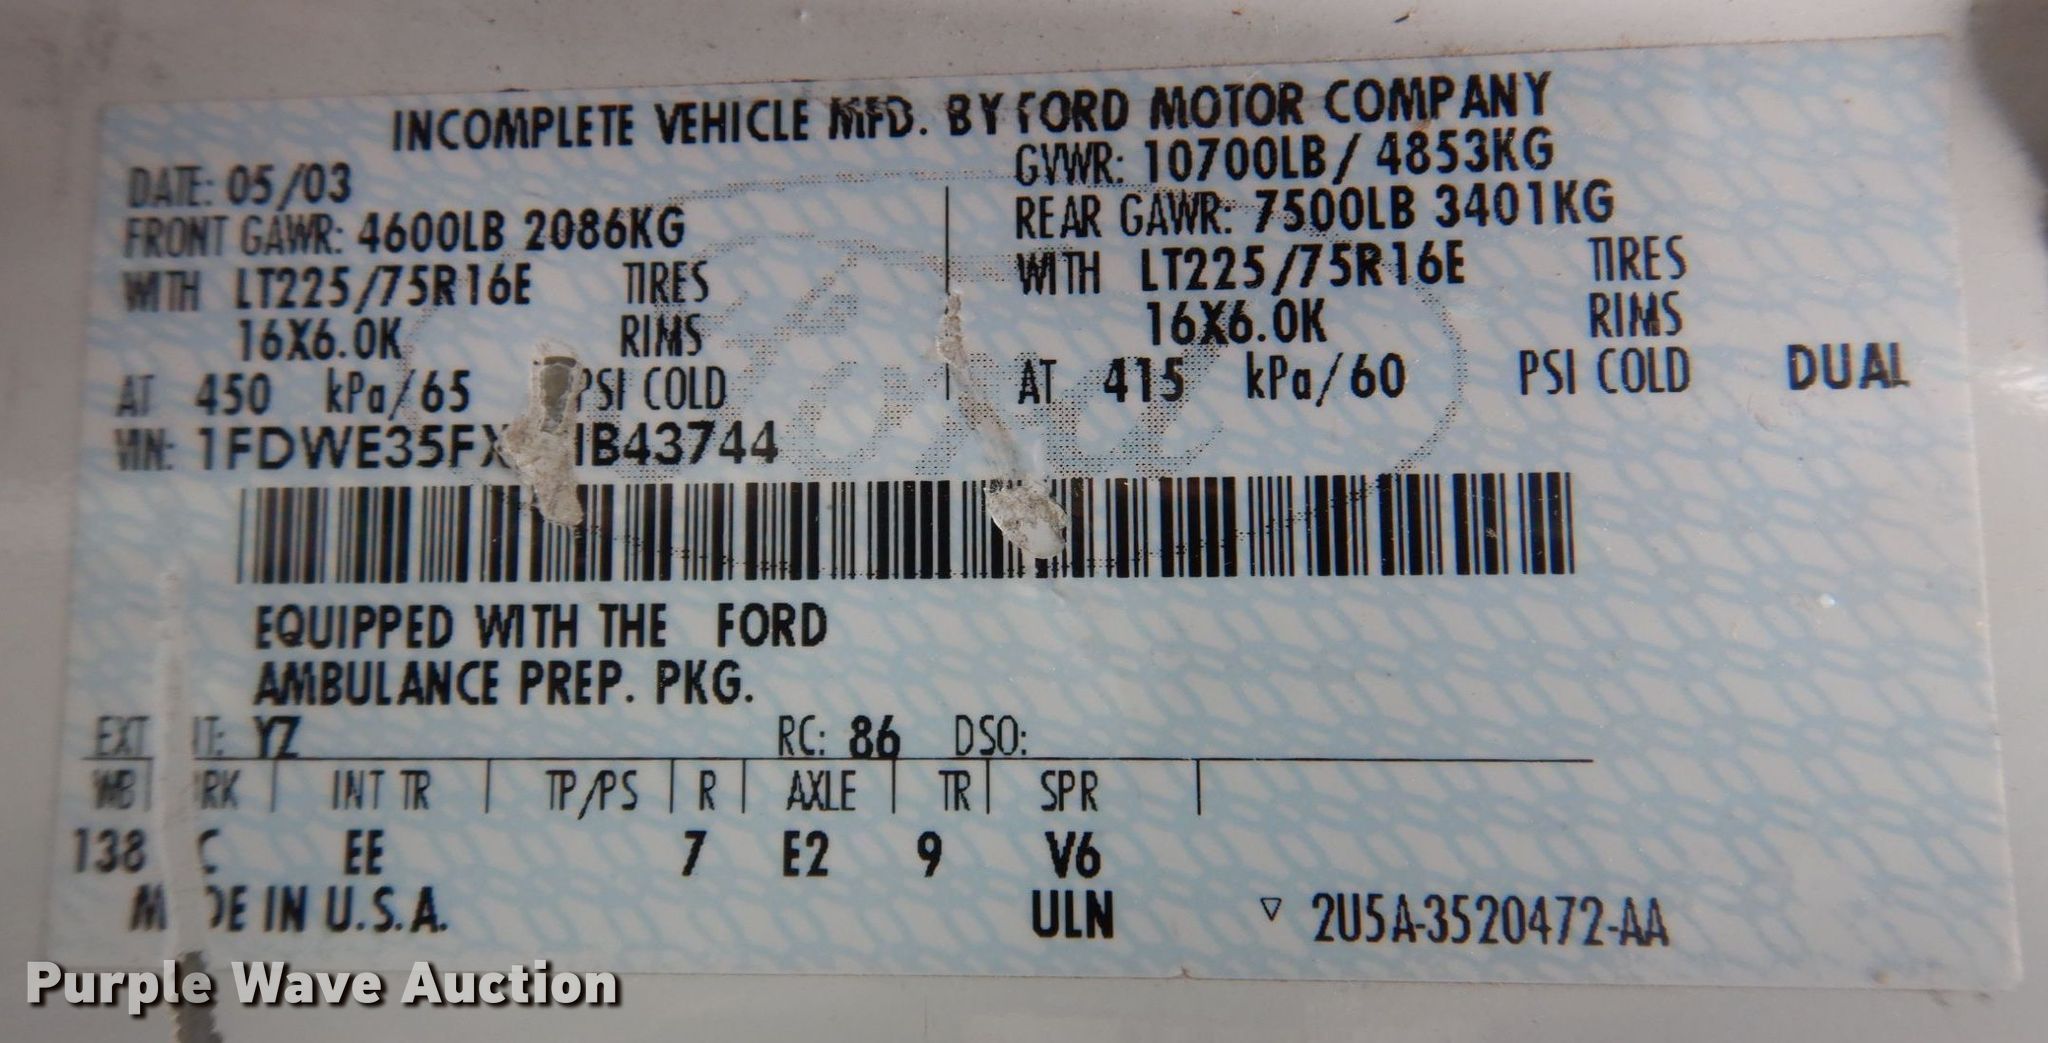 INCOMPLETE VEHICLE MFD. BY FORD MOTOR COMPANY
DATE: 05/03
GVWR: 10700LB / 4853KG
FRONT GAWR: 4600LB 2086KG
REAR GAWR: 7500LB 3401KG
WITH LT225/75R16E TIRES
WITH LT225/75R16E TIRES
16X6.0K RIMS
16X6.0K RIMS
AT 450 kPa/65 PSI COLD
AT 415 kPa/60 PSI COLD DUAL
VIN:
Ford
EQUIPPED WITH THE FORD
AMBULANCE PREP. PKG.
EXT YZ RC: 86 DSO:
WB INT TR TP/PS R AXLE TR SPR
138 EE 7 E2 9 V6
IN U.S.A. ULN 2U5A-3520472-AA
Purple Wave Auction